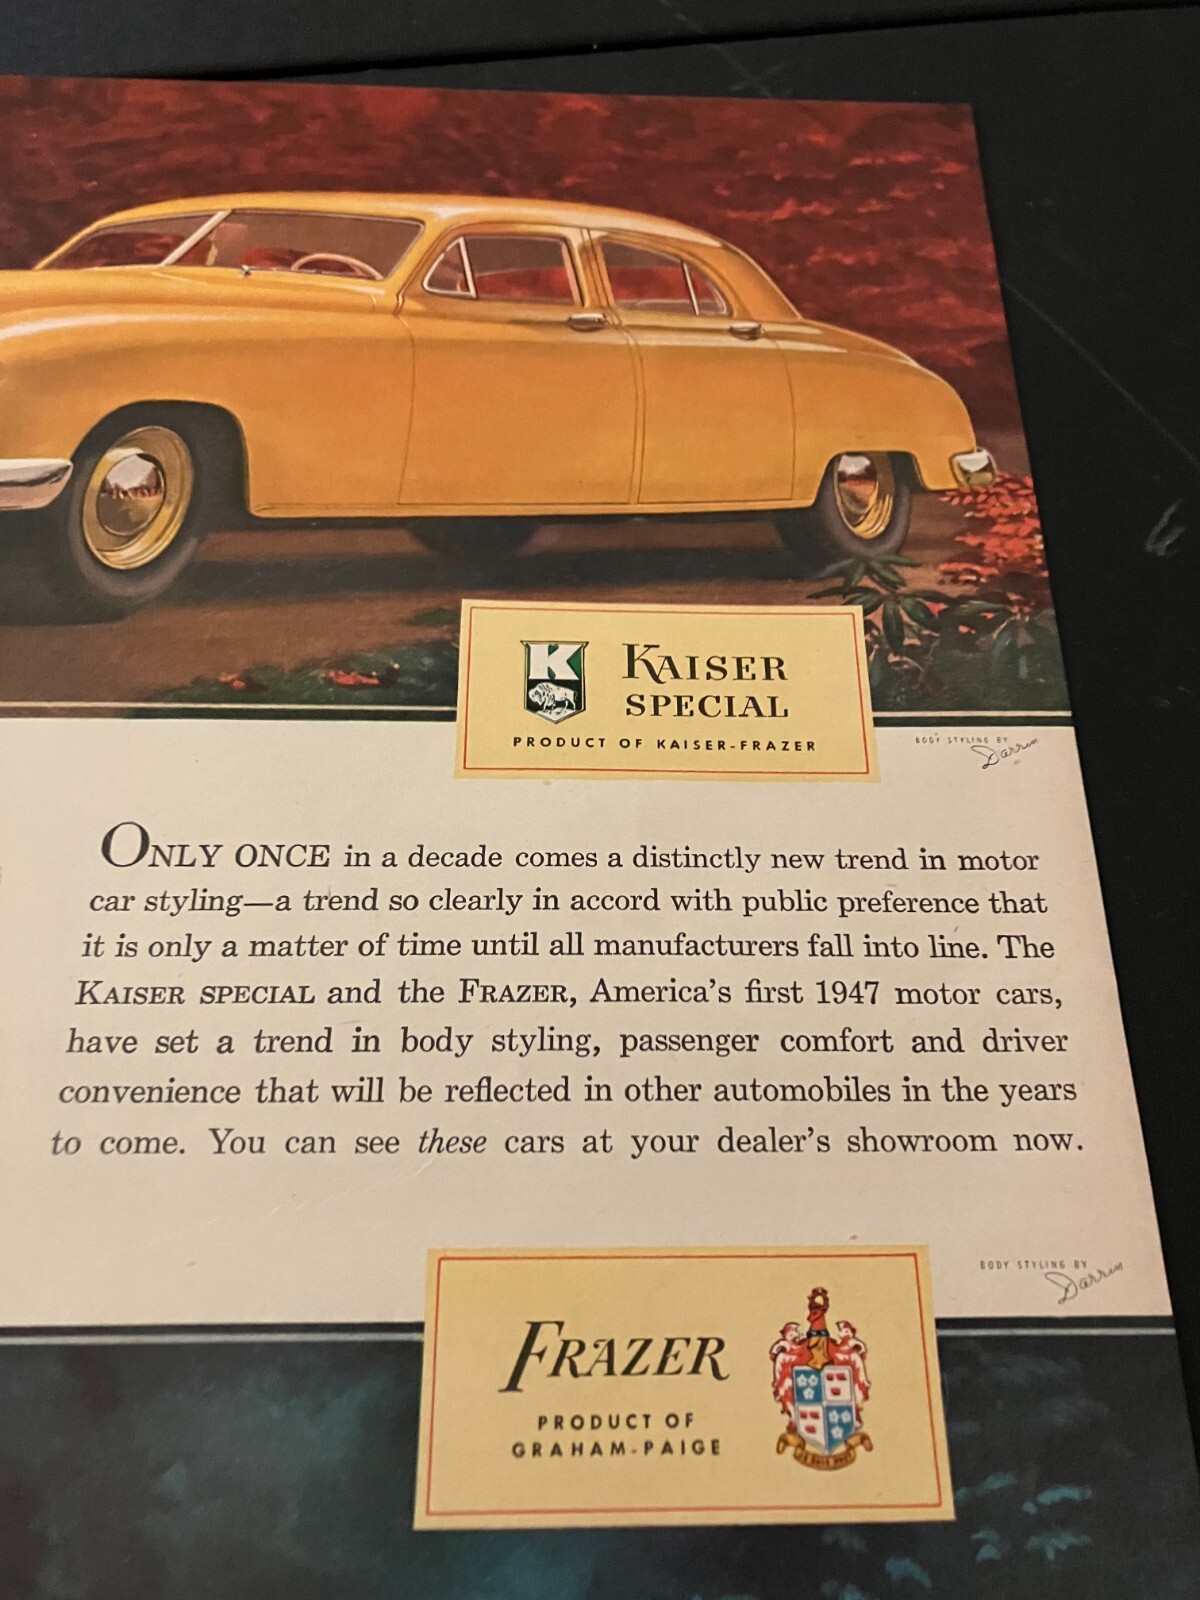 K
KAISER
SPECIAL
PRODUCT OF KAISER-FRAZER
BODY STYLING BY
Darrin
ONLY ONCE in a decade comes a distinctly new trend in motor
car styling—a trend so clearly in accord with public preference that
it is only a matter of time until all manufacturers fall into line. The
KAISER SPECIAL and the FRAZER, America's first 1947 motor cars,
have set a trend in body styling, passenger comfort and driver
convenience that will be reflected in other automobiles in the years
to come. You can see these cars at your dealer's showroom now.
BODY STYLING BY
Darrin
FRAZER
PRODUCT OF
GRAHAM-PAIGE